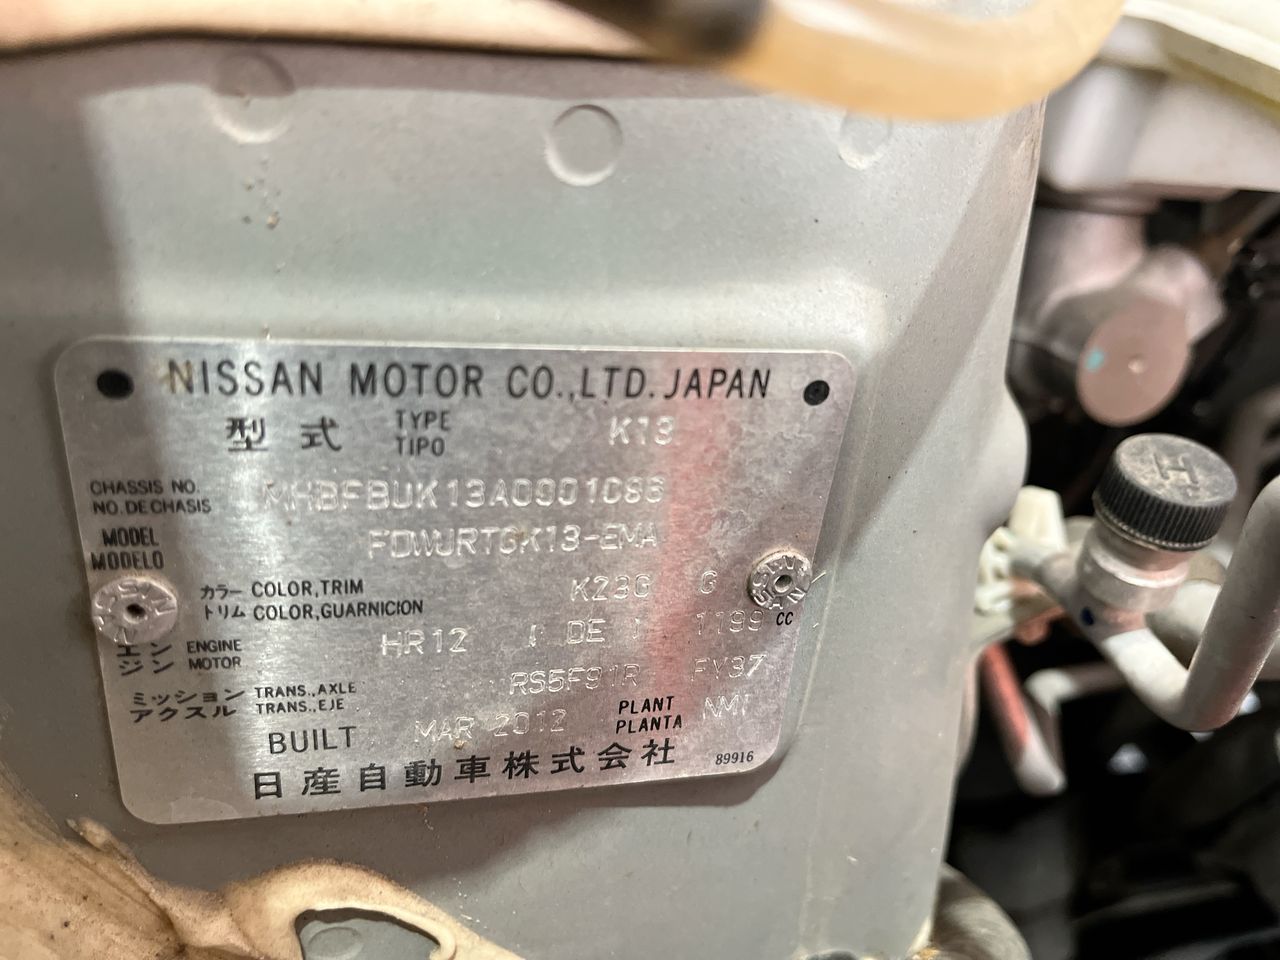 NISSAN MOTOR CO.,LTD. JAPAN
型式 TYPE TIPO K13
CHASSIS NO.
NO. DE CHASIS MHBFBUK13A0001086
MODEL
MODELO FDWJRTGK13-EMA
カラー COLOR,TRIM
トリム COLOR,GUARNICION K23G G
エンジン ENGINE
MOTOR HR12 DE 1199 CC
ミッション TRANS.,AXLE
アクスル TRANS.,EJE RS5F91R FY37
BUILT MAR 2012 PLANT
PLANTA NMI
日産自動車株式会社 89916
H